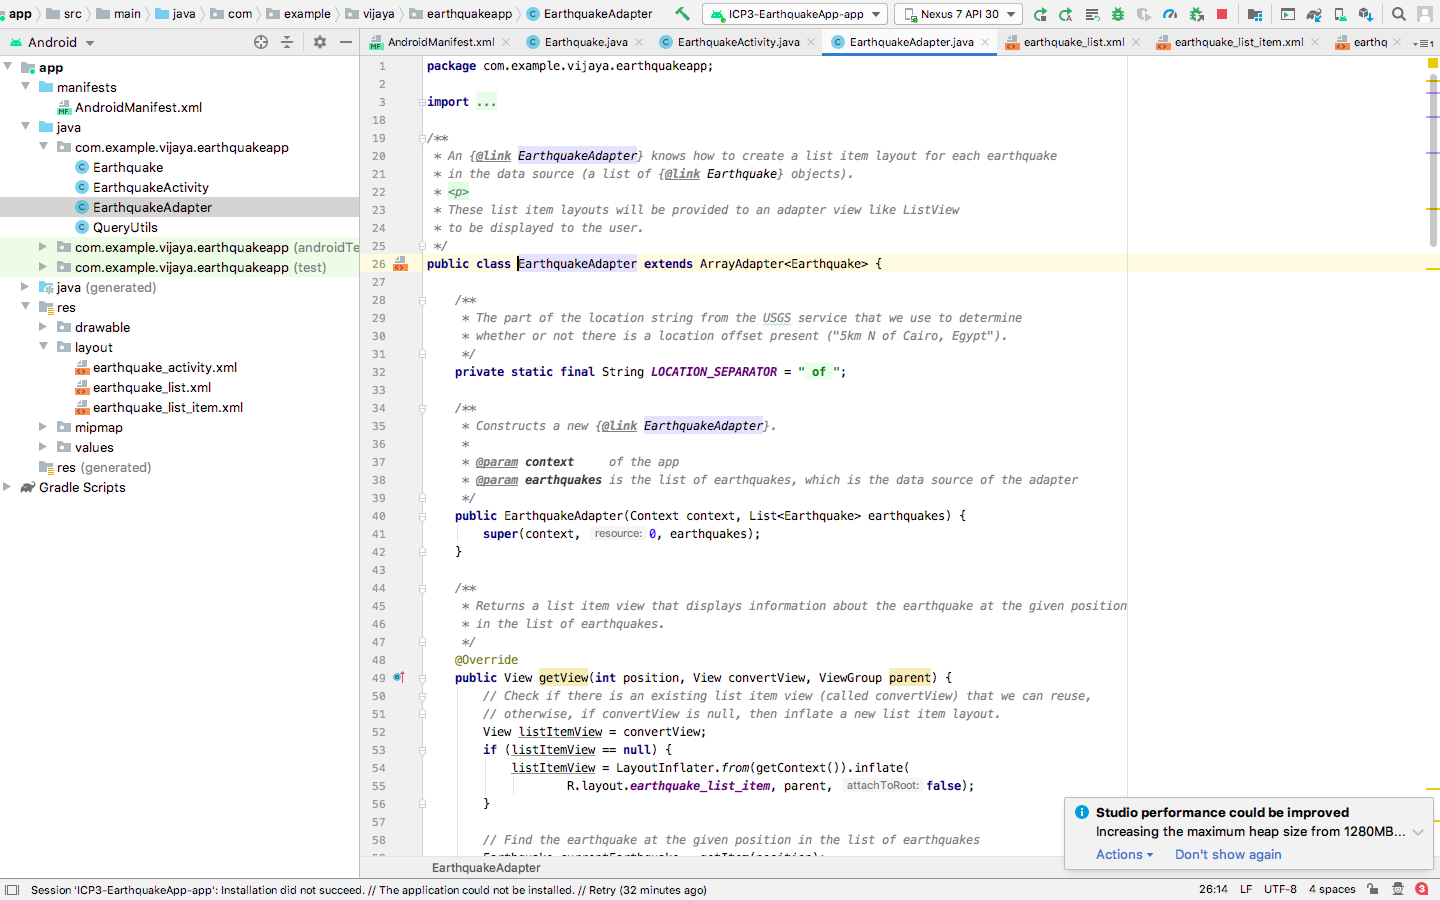 app src main java com example vijaya earthquakeapp EarthquakeAdapter ICP3-EarthquakeApp-app Nexus 7 API 30
Android AndroidManifest.xml Earthquake.java EarthquakeActivity.java EarthquakeAdapter.java earthquake_list.xml earthquake_list_item.xml earthq 1
app
manifests
AndroidManifest.xml
java
com.example.vijaya.earthquakeapp
Earthquake
EarthquakeActivity
EarthquakeAdapter
QueryUtils
com.example.vijaya.earthquakeapp (androidTe
com.example.vijaya.earthquakeapp (test)
java (generated)
res
drawable
layout
earthquake_activity.xml
earthquake_list.xml
earthquake_list_item.xml
mipmap
values
res (generated)
Gradle Scripts
1 package com.example.vijaya.earthquakeapp;
2
3 import ...
18
19 /**
20 * An {@link EarthquakeAdapter} knows how to create a list item layout for each earthquake
21 * in the data source (a list of {@link Earthquake} objects).
22 * <p>
23 * These list item layouts will be provided to an adapter view like ListView
24 * to be displayed to the user.
25 */
26 public class EarthquakeAdapter extends ArrayAdapter<Earthquake> {
27
28 /**
29 * The part of the location string from the USGS service that we use to determine
30 * whether or not there is a location offset present ("5km N of Cairo, Egypt").
31 */
32 private static final String LOCATION_SEPARATOR = " of ";
33
34 /**
35 * Constructs a new {@link EarthquakeAdapter}.
36 *
37 * @param context of the app
38 * @param earthquakes is the list of earthquakes, which is the data source of the adapter
39 */
40 public EarthquakeAdapter(Context context, List<Earthquake> earthquakes) {
41 super(context, resource: 0, earthquakes);
42 }
43
44 /**
45 * Returns a list item view that displays information about the earthquake at the given position
46 * in the list of earthquakes.
47 */
48 @Override
49 public View getView(int position, View convertView, ViewGroup parent) {
50 // Check if there is an existing list item view (called convertView) that we can reuse,
51 // otherwise, if convertView is null, then inflate a new list item layout.
52 View listItemView = convertView;
53 if (listItemView == null) {
54 listItemView = LayoutInflater.from(getContext()).inflate(
55 R.layout.earthquake_list_item, parent, attachToRoot: false);
56 }
57
58 // Find the earthquake at the given position in the list of earthquakes
Earthquake currentEarthquake = getItem(position);
EarthquakeAdapter
Studio performance could be improved
Increasing the maximum heap size from 1280MB...
Actions Don't show again
Session 'ICP3-EarthquakeApp-app': Installation did not succeed. // The application could not be installed. // Retry (32 minutes ago) 26:14 LF UTF-8 4 spaces 3